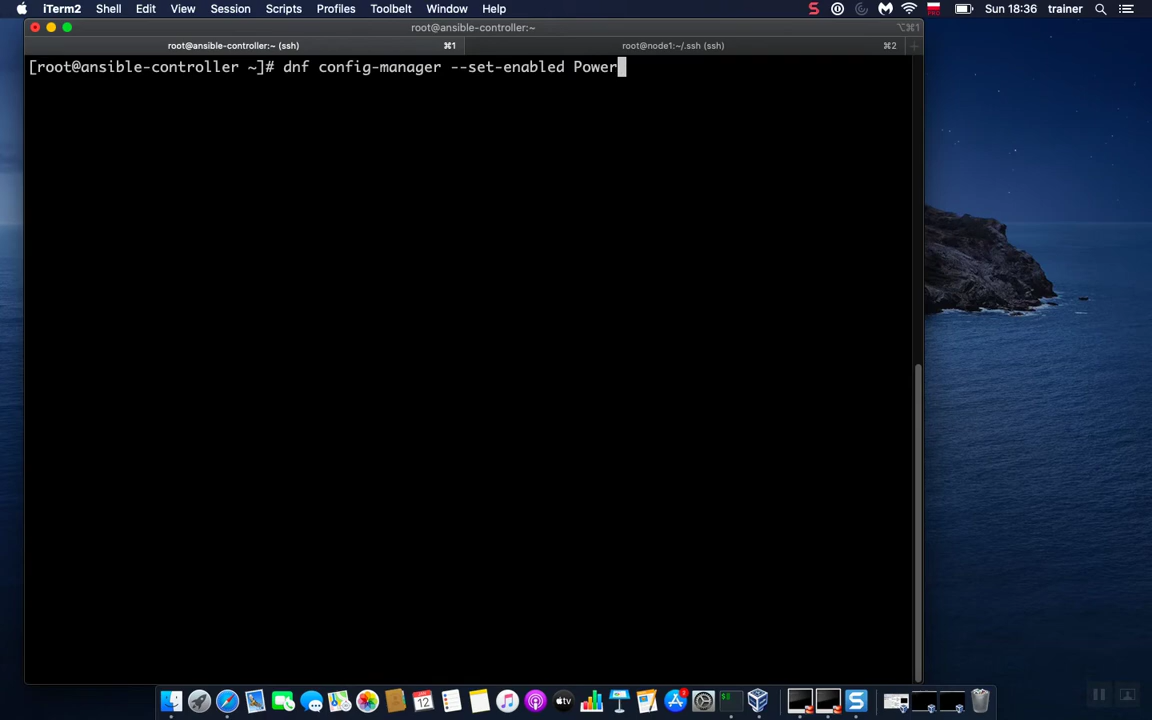 iTerm2 Shell Edit View Session Scripts Profiles Toolbelt Window Help Sun 18:36 trainer
root@ansible-controller:~ ⌥⌘1
root@ansible-controller:~ (ssh) ⌘1 root@node1:~/.ssh (ssh) ⌘2
[root@ansible-controller ~]# dnf config-manager --set-enabled Power